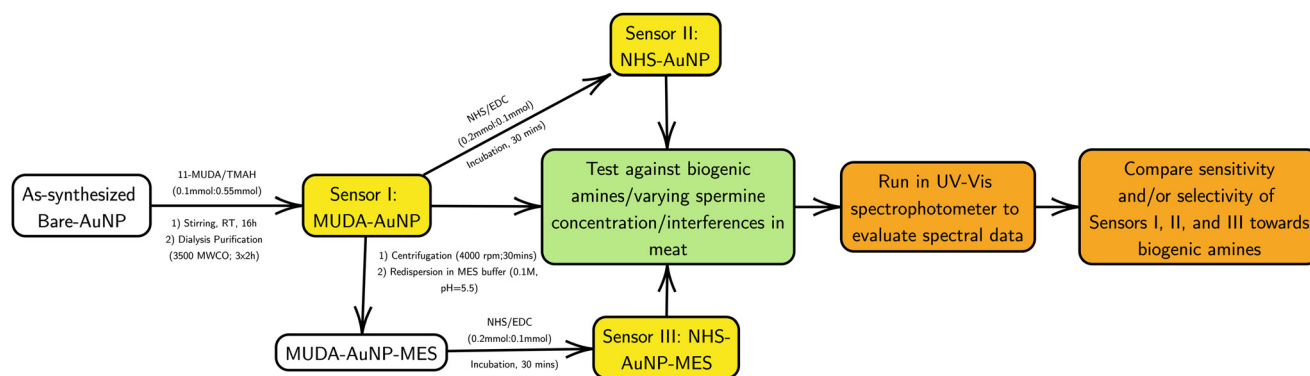 As-synthesized
Bare-AuNP
11-MUDA/TMAH
(0.1mmol:0.55mmol)
1) Stirring, RT, 16h
2) Dialysis Purification
(3500 MWCO; 3x2h)
Sensor I:
MUDA-AuNP
NHS/EDC
(0.2mmol:0.1mmol)
Incubation, 30 mins)
Sensor II:
NHS-AuNP
1) Centrifugation (4000 rpm;30mins)
2) Redispersion in MES buffer (0.1M,
pH=5.5)
MUDA-AuNP-MES
NHS/EDC
(0.2mmol:0.1mmol)
Incubation, 30 mins)
Sensor III: NHS-
AuNP-MES
Test against biogenic
amines/varying spermine
concentration/interferences in
meat
Run in UV-Vis
spectrophotometer to
evaluate spectral data
Compare sensitivity
and/or selectivity of
Sensors I, II, and III towards
biogenic amines